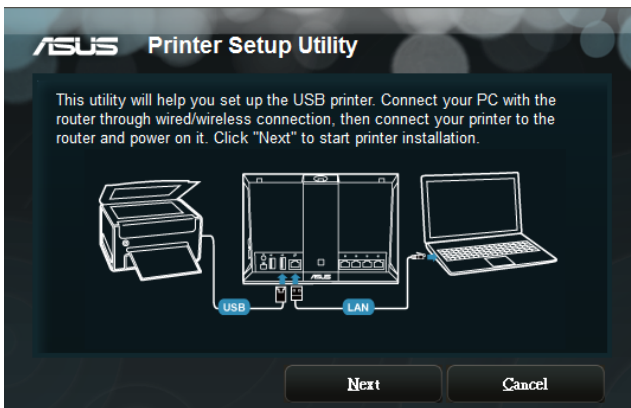 ASUS Printer Setup Utility
This utility will help you set up the USB printer. Connect your PC with the
router through wired/wireless connection, then connect your printer to the
router and power on it. Click "Next" to start printer installation.
ASUS
USB
LAN
Next
Cancel